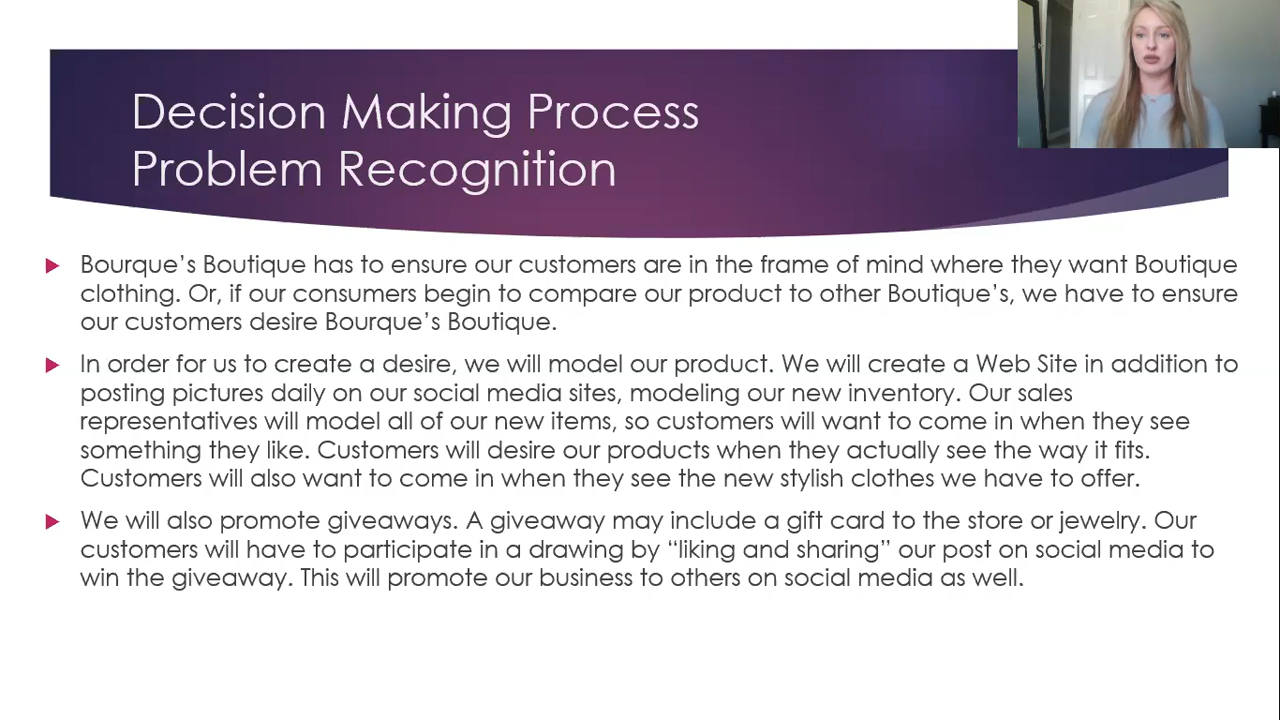 Decision Making Process
Problem Recognition
Bourque’s Boutique has to ensure our customers are in the frame of mind where they want Boutique
clothing. Or, if our consumers begin to compare our product to other Boutique’s, we have to ensure
our customers desire Bourque’s Boutique.
In order for us to create a desire, we will model our product. We will create a Web Site in addition to
posting pictures daily on our social media sites, modeling our new inventory. Our sales
representatives will model all of our new items, so customers will want to come in when they see
something they like. Customers will desire our products when they actually see the way it fits.
Customers will also want to come in when they see the new stylish clothes we have to offer.
We will also promote giveaways. A giveaway may include a gift card to the store or jewelry. Our
customers will have to participate in a drawing by “liking and sharing” our post on social media to
win the giveaway. This will promote our business to others on social media as well.